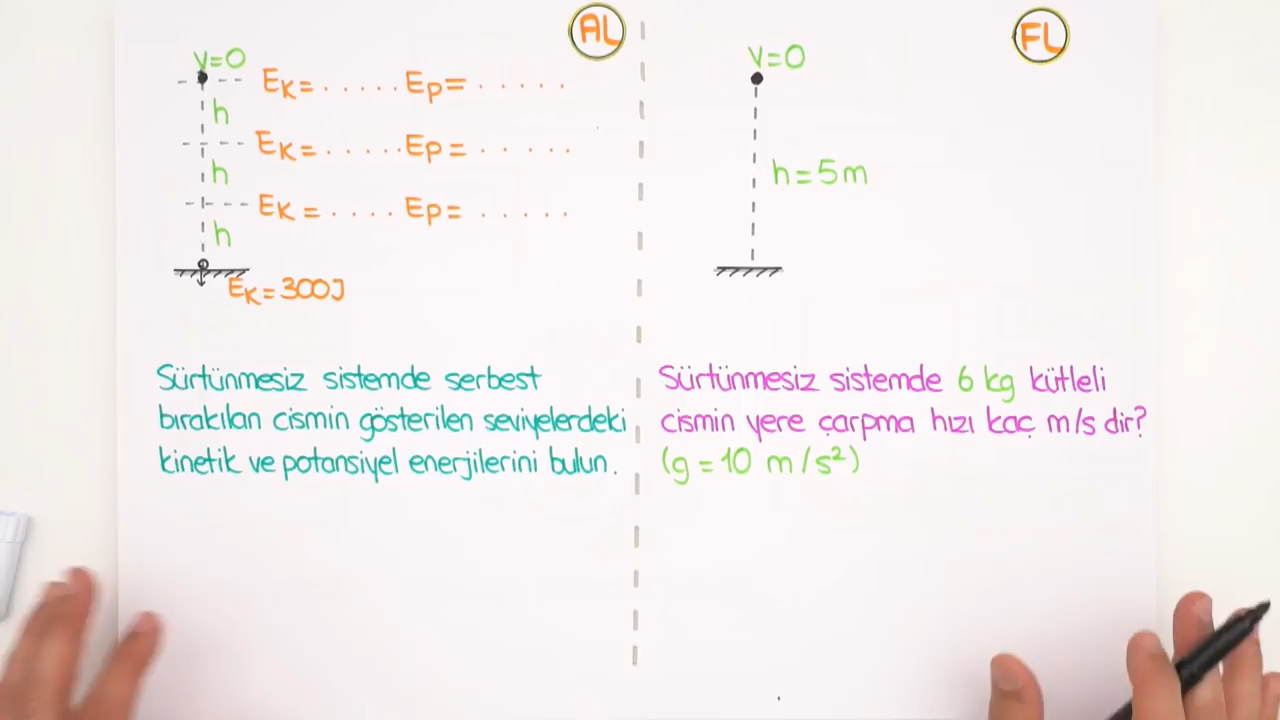 AL
V=0
EK=..... EP=.....
h
EK=..... EP=.....
h
EK=.... EP=.....
h
EK=300J
Sürtünmesiz sistemde serbest
bırakılan cismin gösterilen seviyelerdeki
kinetik ve potansiyel enerjilerini bulun.
FL
V=0
h=5m
Sürtünmesiz sistemde 6 kg kütleli
cismin yere çarpma hızı kaç m/s dir?
(g=10 m/s²)